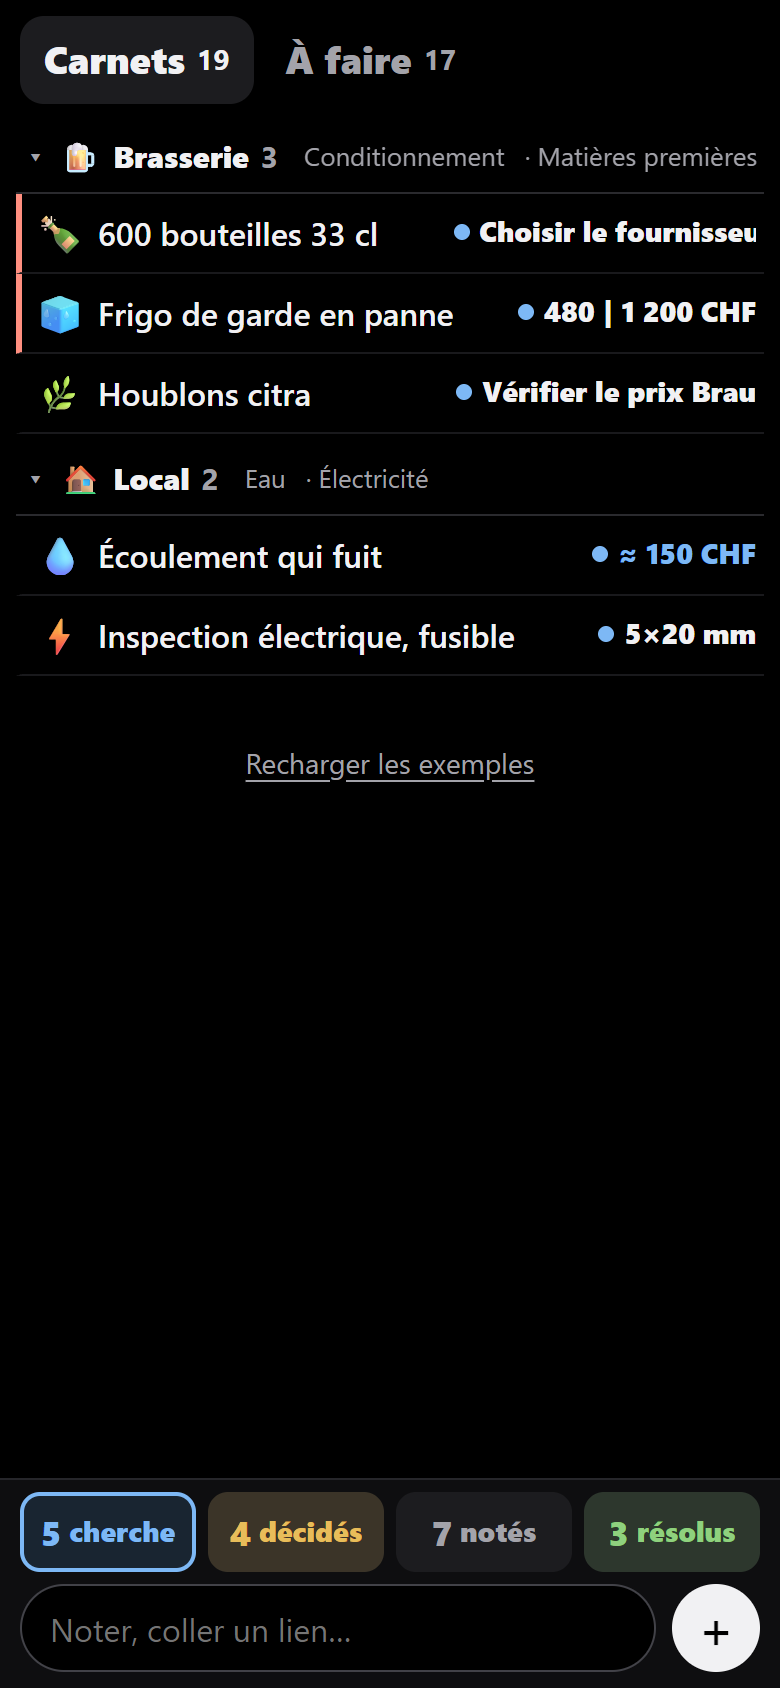 Carnets 19 À faire 17
Brasserie 3 Conditionnement · Matières premières
600 bouteilles 33 cl Choisir le fournisseu
Frigo de garde en panne 480 | 1 200 CHF
Houblons citra Vérifier le prix Brau
Local 2 Eau · Électricité
Écoulement qui fuit ≈ 150 CHF
Inspection électrique, fusible 5×20 mm
Recharger les exemples
5 cherche 4 décidés 7 notés 3 résolus
Noter, coller un lien... +